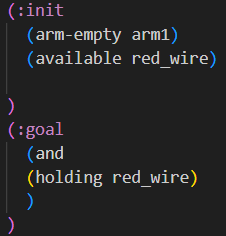 (:init
(arm-empty arm1)
(available red_wire)
)
(:goal
(and
(holding red_wire)
)
)